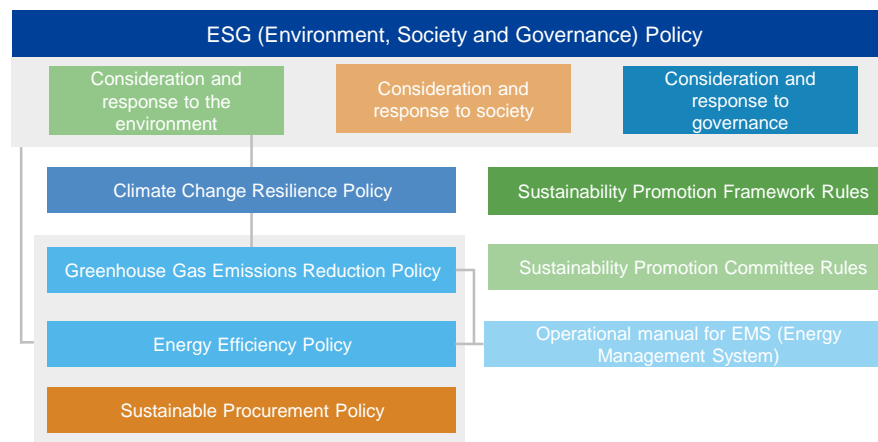 ESG (Environment, Society and Governance) Policy
Consideration and
response to the
environment
Consideration and
response to society
Consideration and
response to
governance
Climate Change Resilience Policy
Sustainability Promotion Framework Rules
Greenhouse Gas Emissions Reduction Policy
Sustainability Promotion Committee Rules
Energy Efficiency Policy
Operational manual for EMS (Energy
Management System)
Sustainable Procurement Policy